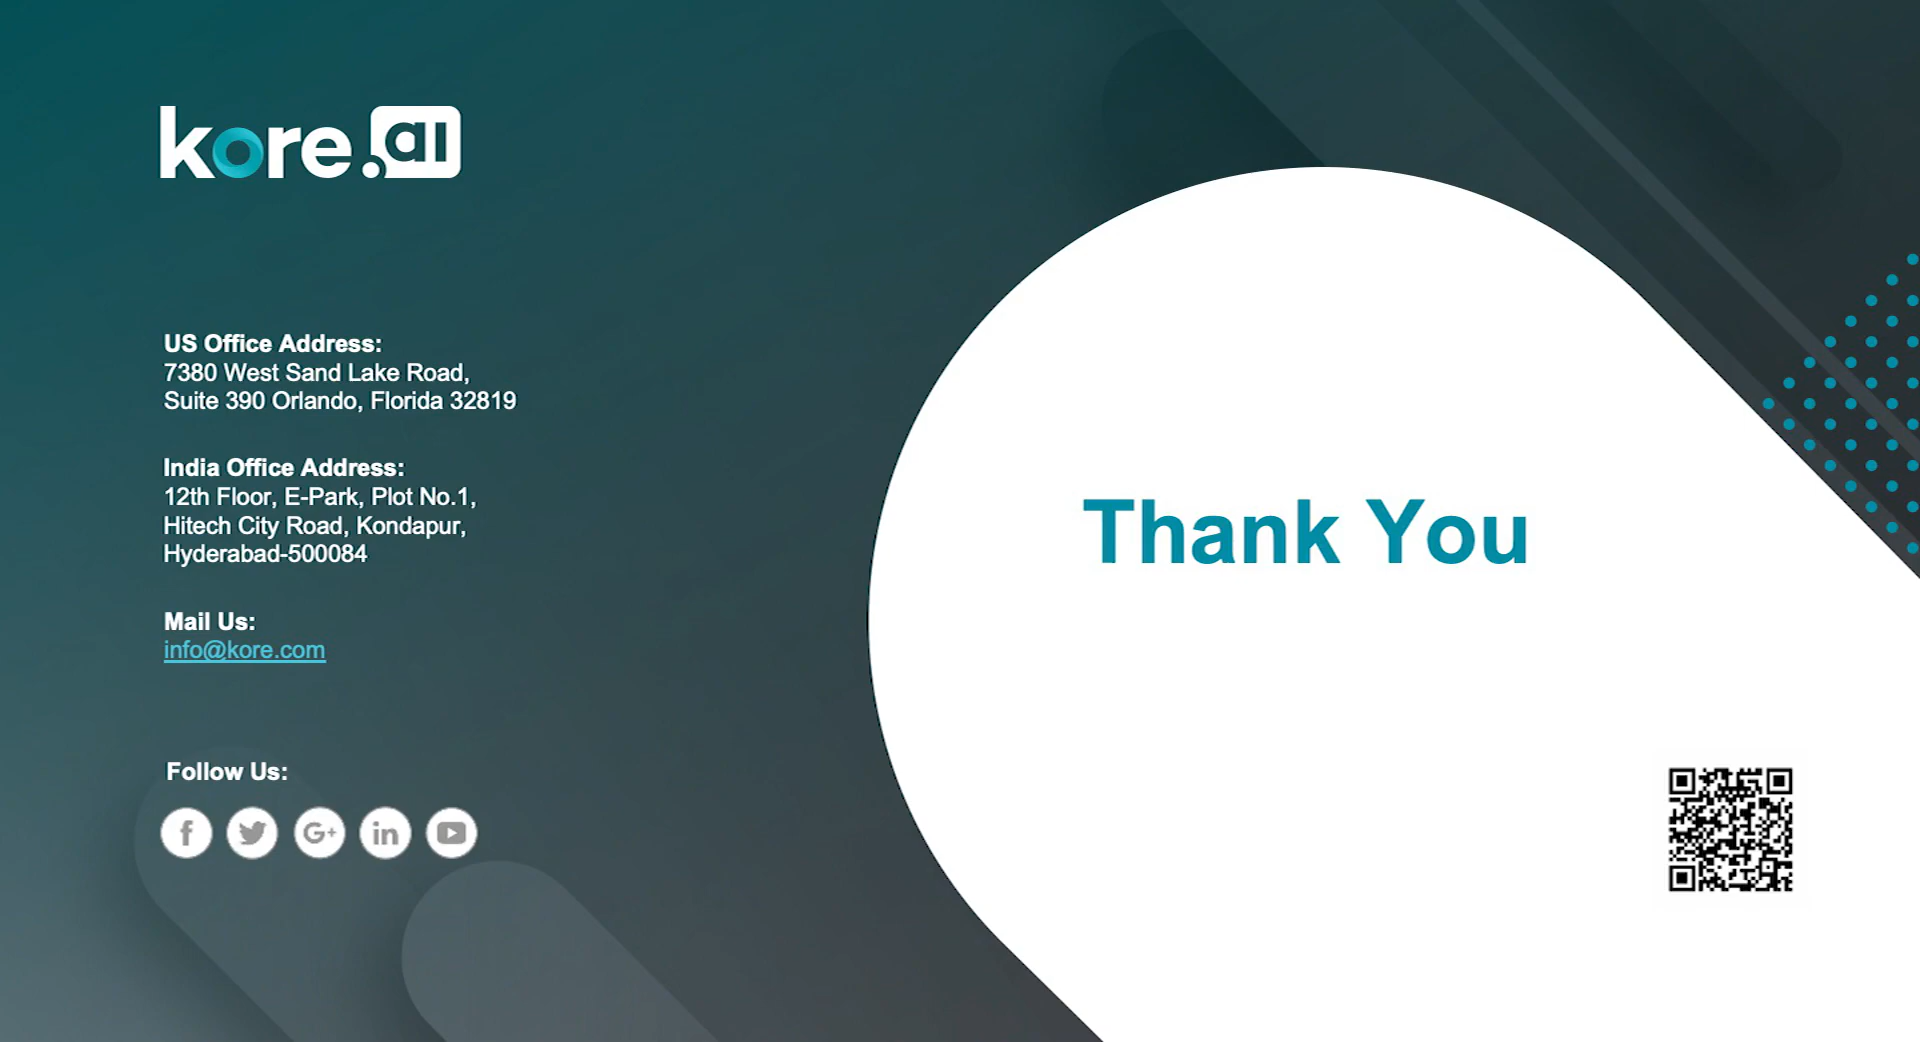 kore.ai
US Office Address:
7380 West Sand Lake Road,
Suite 390 Orlando, Florida 32819
India Office Address:
12th Floor, E-Park, Plot No.1,
Hitech City Road, Kondapur,
Hyderabad-500084
Mail Us:
info@kore.com
Follow Us:
f G+ in
Thank You